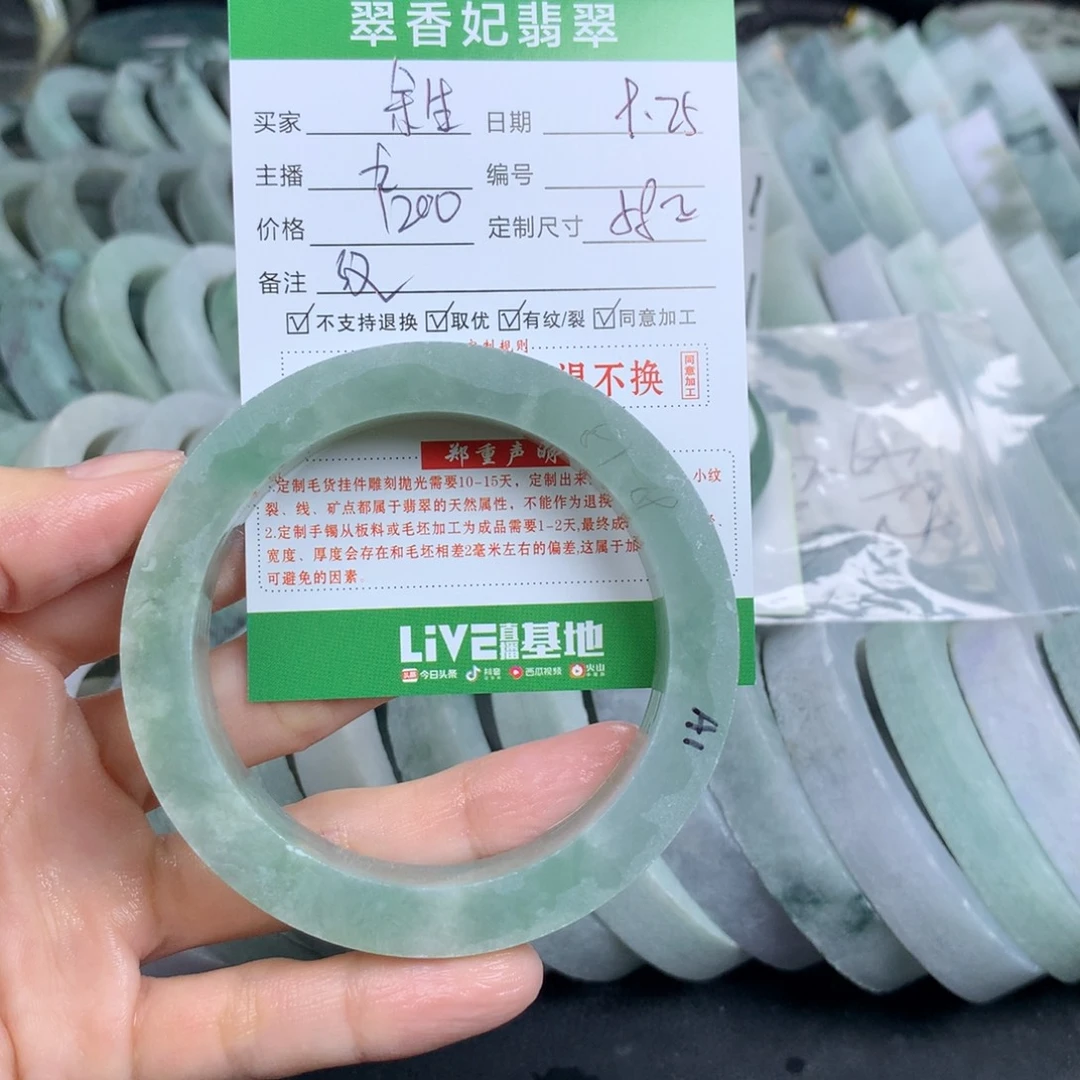 翠香妃翡翠
买家 余生 日期
主播 编号
价格 1200 定制尺寸
备注 纹
不支持退换 取优 有纹/裂 同意加工
退不换 同意加工
郑重声明
定制毛货挂件雕刻抛光需要10-15天，定制出来 小纹
裂、线、矿点都属于翡翠的天然属性，不能作为退换
2.定制手镯从板料或毛坯加工为成品需要1-2天,最终成
宽度、厚度会存在和毛坯相差2毫米左右的偏差,这属于加
可避免的因素
LiVE直播基地
头条 今日头条 抖音 西瓜视频 火山
A1